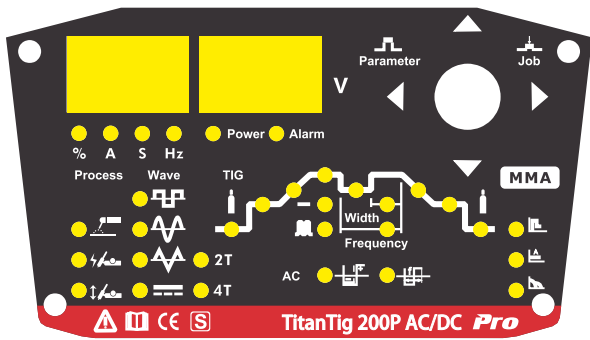 Parameter
Job
V
Power
Alarm
% A S Hz
Process
Wave
TIG
MMA
Width
Frequency
2T
AC
4T
A
CE
S
TitanTig 200P AC/DC Pro